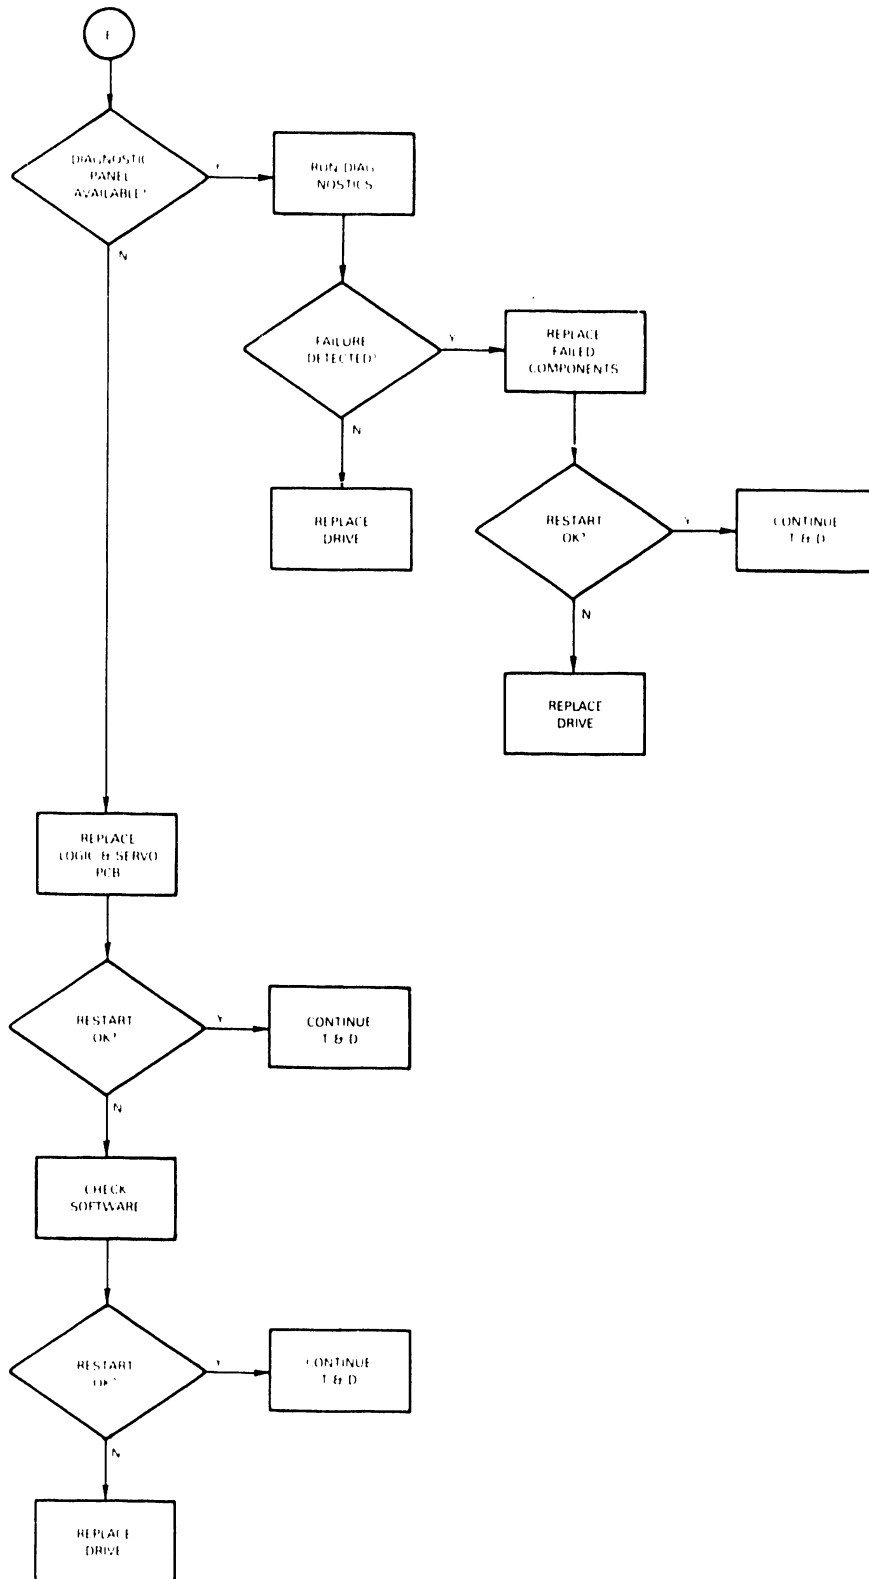 DIAGNOSTIC
PANEL
AVAILABLE?
Y
N
RUN DIAG
NOSTICS
FAILURE
DETECTED?
Y
N
REPLACE
FAILED
COMPONENTS
REPLACE
DRIVE
RESTART
OK?
Y
N
CONTINUE
T & D
REPLACE
DRIVE
REPLACE
LOGIC & SERVO
PCB
RESTART
OK?
Y
N
CONTINUE
T & D
CHECK
SOFTWARE
RESTART
OK?
Y
N
CONTINUE
T & D
REPLACE
DRIVE